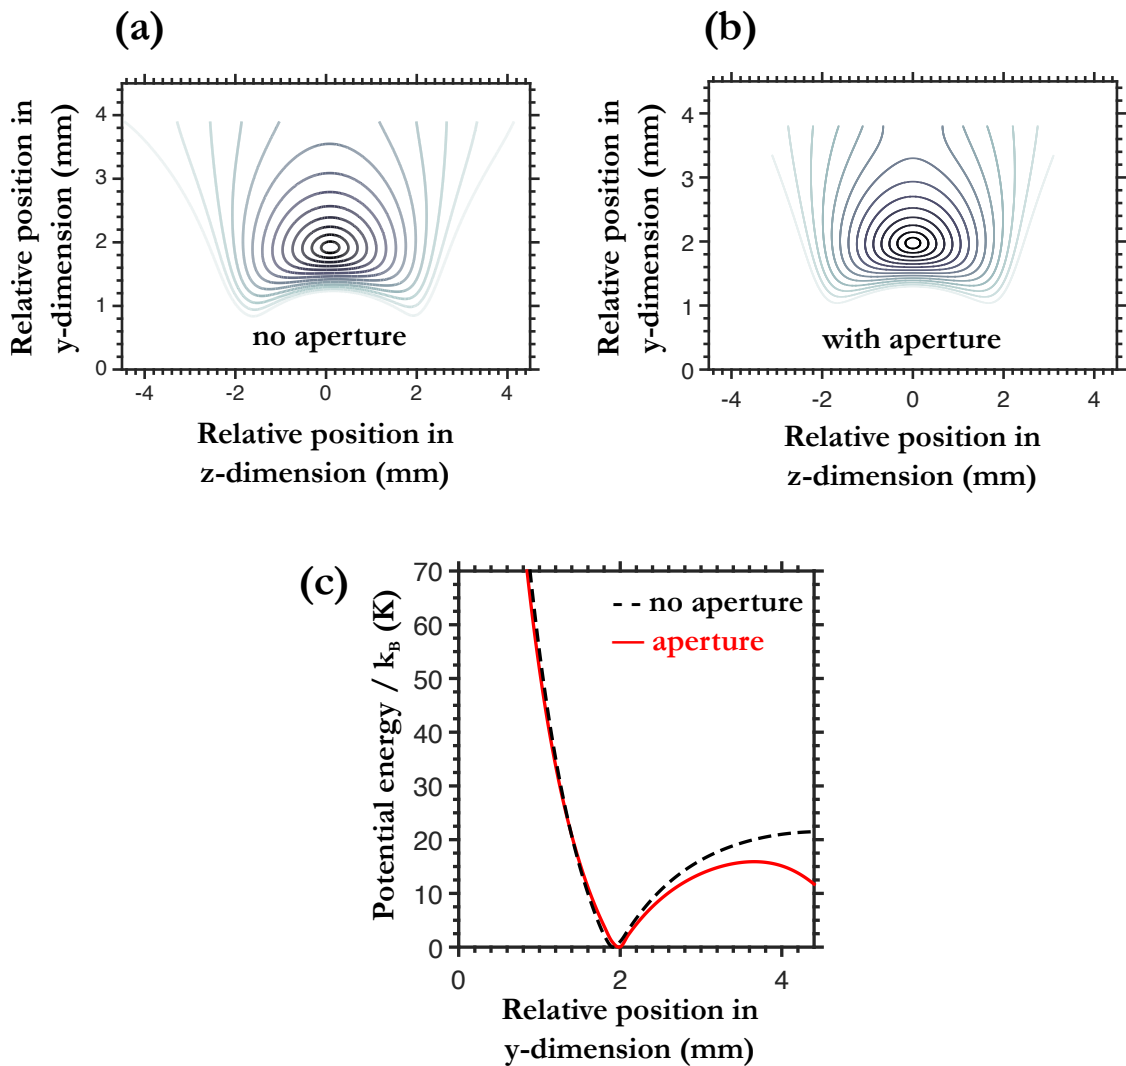 (a)
(b)
Relative position in
y-dimension (mm)
4
3
2
1
0
no aperture
-4
-2
0
2
4
Relative position in
z-dimension (mm)
Relative position in
y-dimension (mm)
4
3
2
1
0
with aperture
-4
-2
0
2
4
Relative position in
z-dimension (mm)
(c)
Potential energy / k_B (K)
70
60
50
40
30
20
10
0
no aperture
aperture
0
2
4
Relative position in
y-dimension (mm)